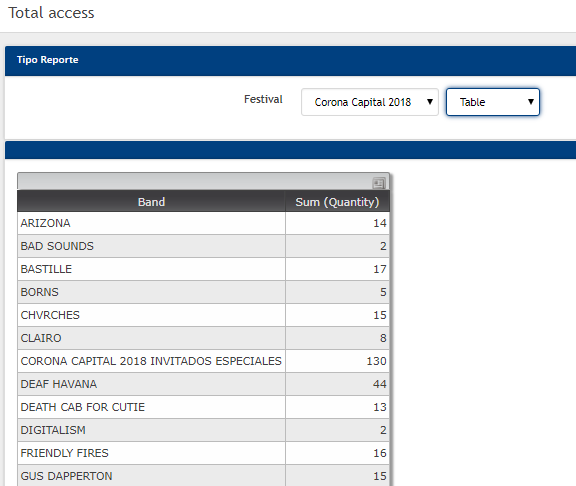 Total access
Tipo Reporte
Festival Corona Capital 2018 Table
Band Sum (Quantity)
ARIZONA 14
BAD SOUNDS 2
BASTILLE 17
BORNS 5
CHVRCHES 15
CLAIRO 8
CORONA CAPITAL 2018 INVITADOS ESPECIALES 130
DEAF HAVANA 44
DEATH CAB FOR CUTIE 13
DIGITALISM 2
FRIENDLY FIRES 16
GUS DAPPERTON 15